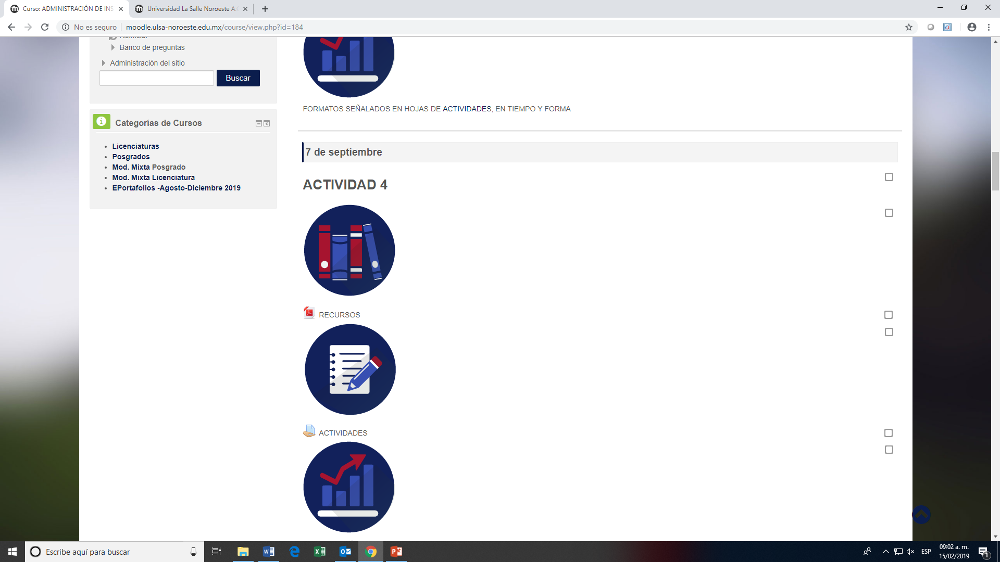 Curso: ADMINISTRACIÓN DE INS
Universidad La Salle Noroeste A.C
No es seguro
moodle.ulsa-noroeste.edu.mx/course/view.php?id=184
Reiniciar
Banco de preguntas
Administración del sitio
Buscar
Categorías de Cursos
Licenciaturas
Posgrados
Mod. Mixta Posgrado
Mod. Mixta Licenciatura
EPortafolios -Agosto-Diciembre 2019
FORMATOS SEÑALADOS EN HOJAS DE ACTIVIDADES, EN TIEMPO Y FORMA
7 de septiembre
ACTIVIDAD 4
RECURSOS
ACTIVIDADES
Escribe aquí para buscar
ESP
09:02 a. m.
15/02/2019
1